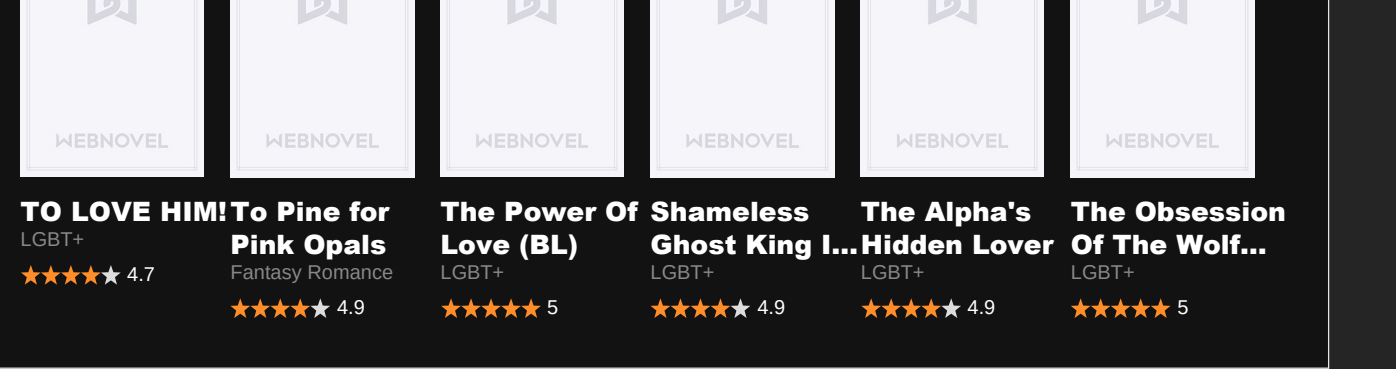 WEBNOVEL WEBNOVEL WEBNOVEL WEBNOVEL WEBNOVEL WEBNOVEL
TO LOVE HIM!
LGBT+
4.7
To Pine for
Pink Opals
Fantasy Romance
4.9
The Power Of
Love (BL)
LGBT+
5
Shameless
Ghost King I...
LGBT+
4.9
The Alpha's
Hidden Lover
LGBT+
4.9
The Obsession
Of The Wolf...
LGBT+
5